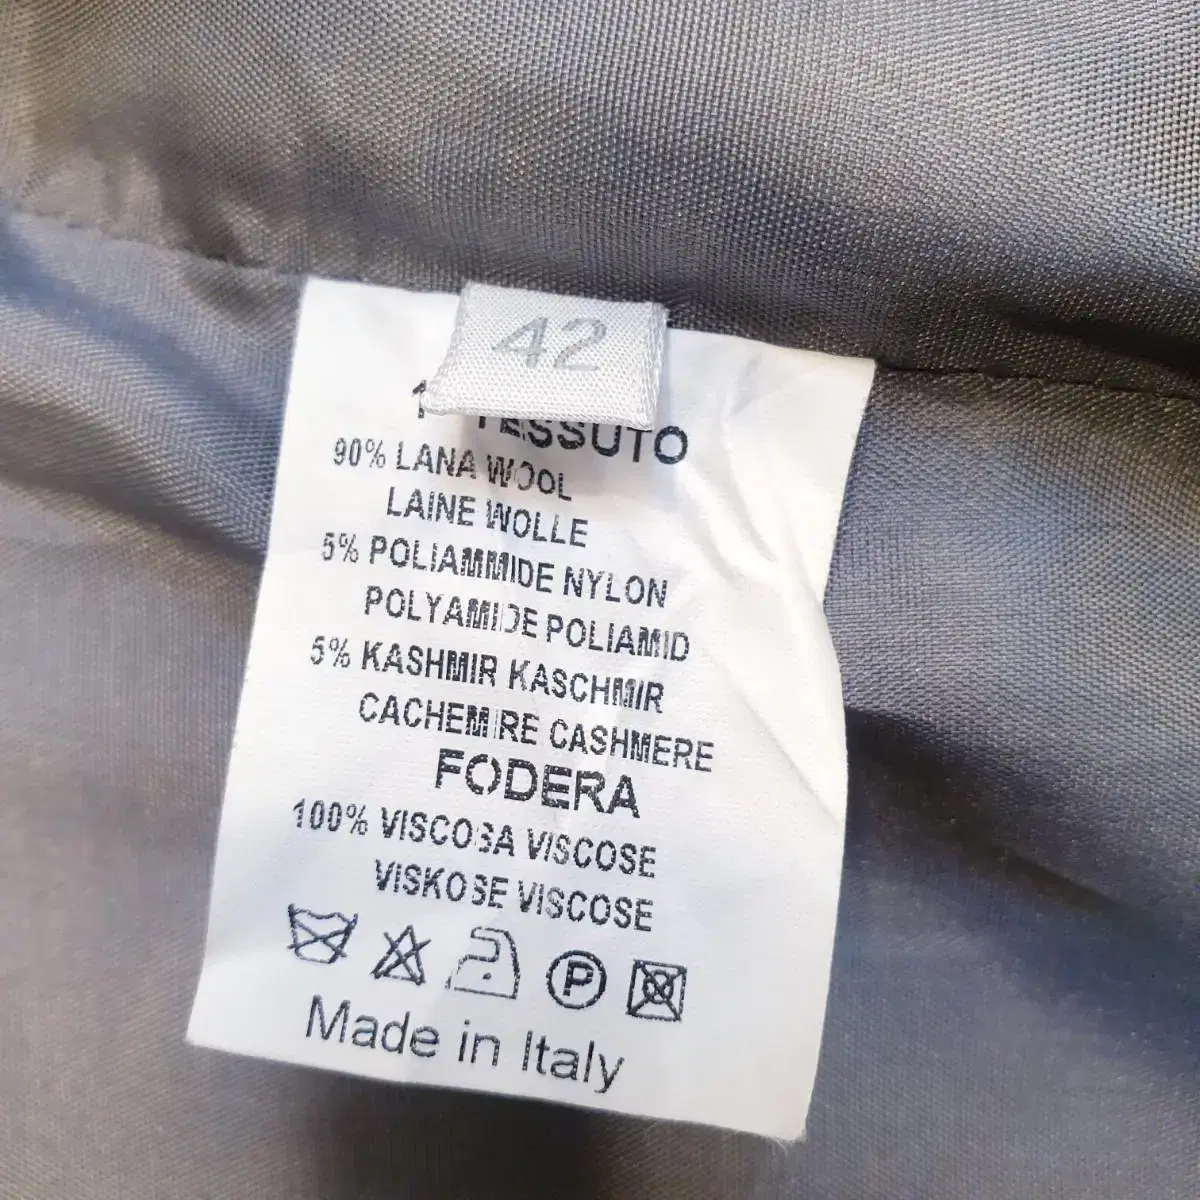 42
TESSUTO
90% LANA WOOL
LAINE WOLLE
5% POLIAMMIDE NYLON
POLYAMIDE POLIAMID
5% KASHMIR KASCHMIR
CACHEMIRE CASHMERE
FODERA
100% VISCOSA VISCOSE
VISKOSE VISCOSE
P
Made in Italy